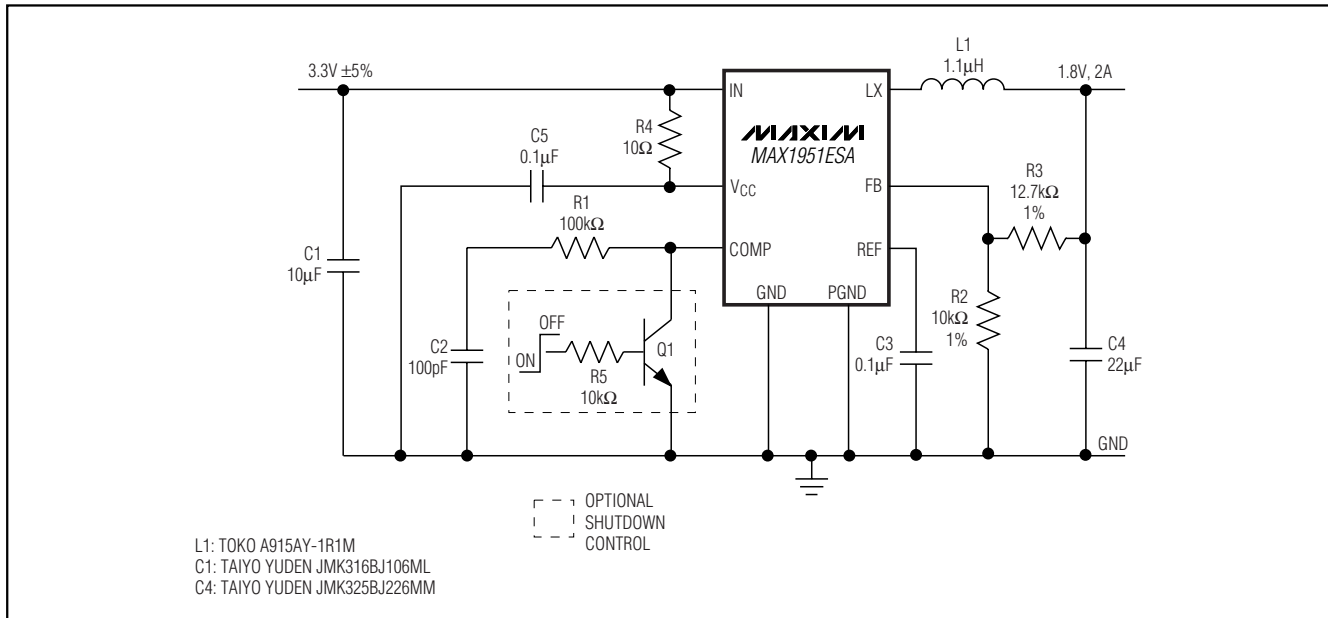 3.3V ±5%
L1
1.1µH
1.8V, 2A
IN
LX
R4
10Ω
C5
0.1µF
MAXIM
MAX1951ESA
VCC
FB
R3
12.7kΩ
1%
R1
100kΩ
COMP
REF
C1
10µF
GND
PGND
R2
10kΩ
1%
OFF
ON
Q1
C2
100pF
R5
10kΩ
C3
0.1µF
C4
22µF
GND
OPTIONAL
SHUTDOWN
CONTROL
L1: TOKO A915AY-1R1M
C1: TAIYO YUDEN JMK316BJ106ML
C4: TAIYO YUDEN JMK325BJ226MM